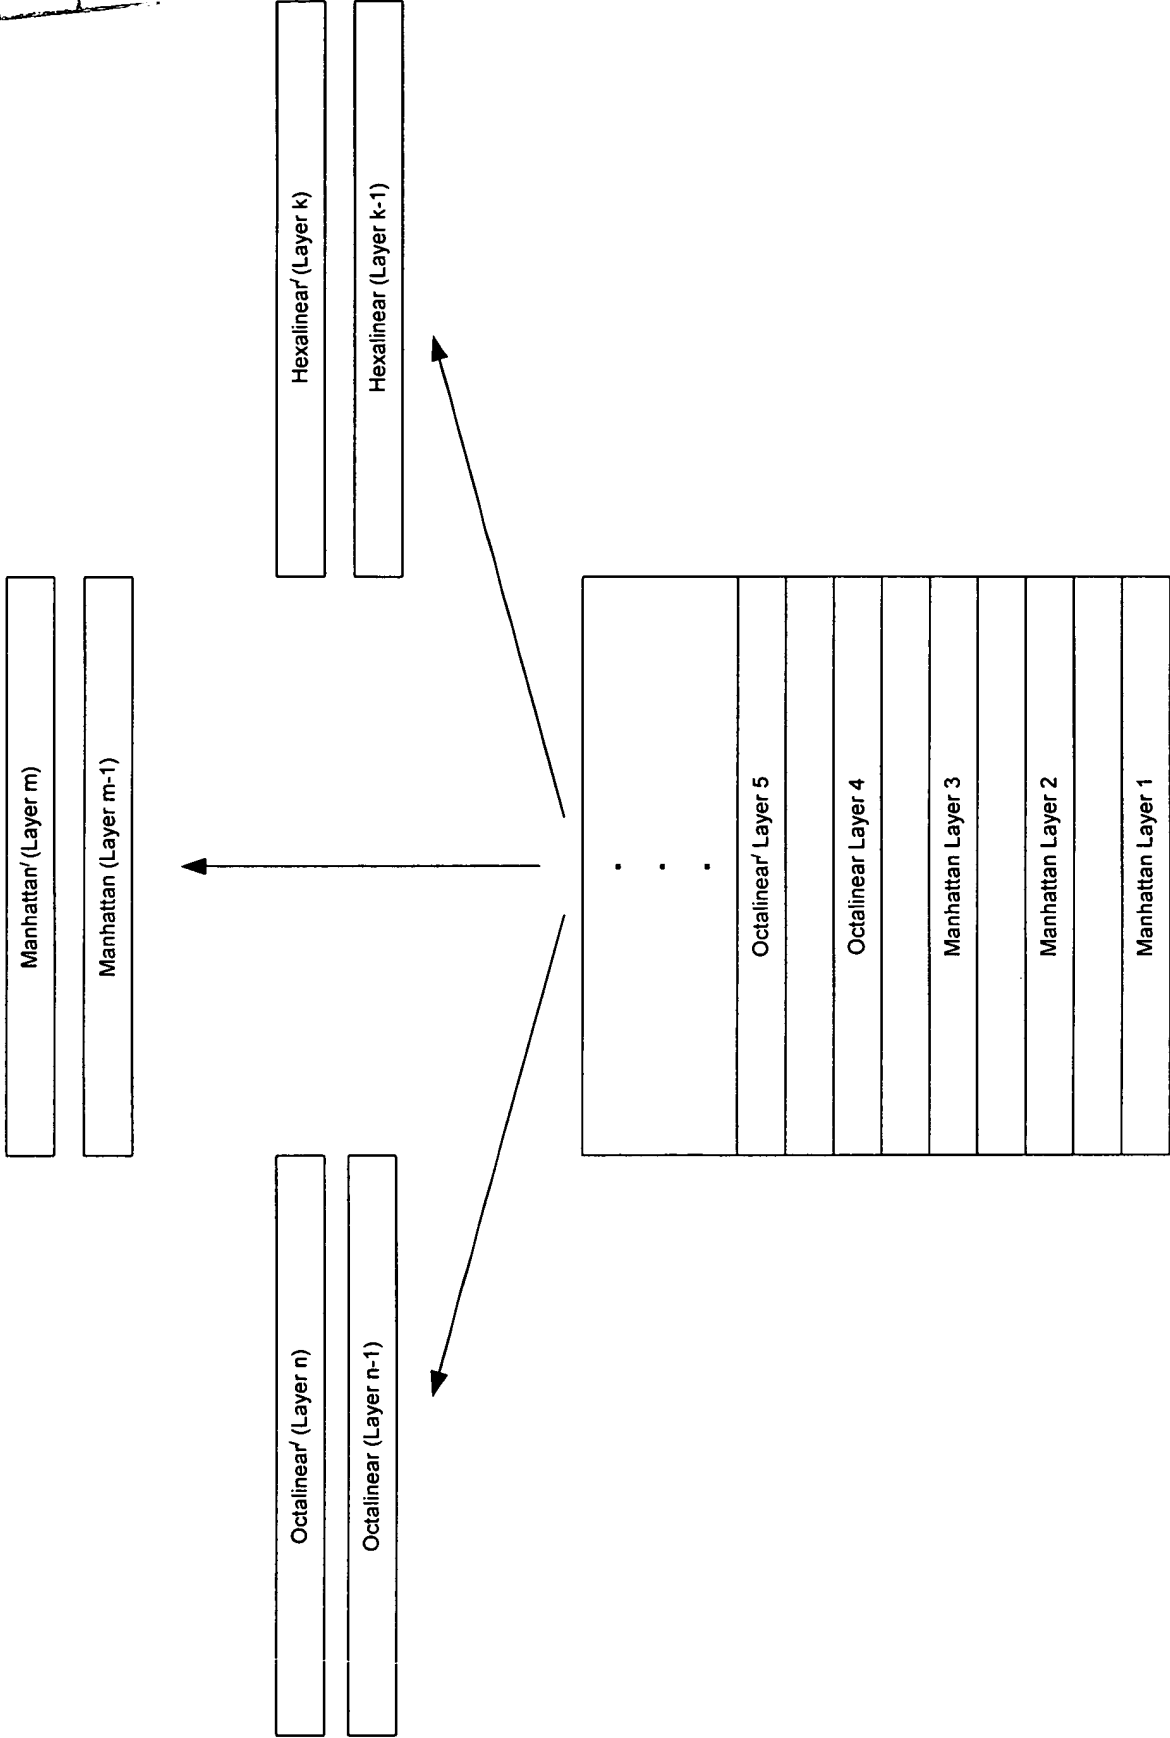 Manhattan′ (Layer m)
Manhattan (Layer m-1)
Octalinear′ (Layer n)
Octalinear (Layer n-1)
Hexalinear′ (Layer k)
Hexalinear (Layer k-1)
. . .
Octalinear′ Layer 5
Octalinear Layer 4
Manhattan Layer 3
Manhattan Layer 2
Manhattan Layer 1